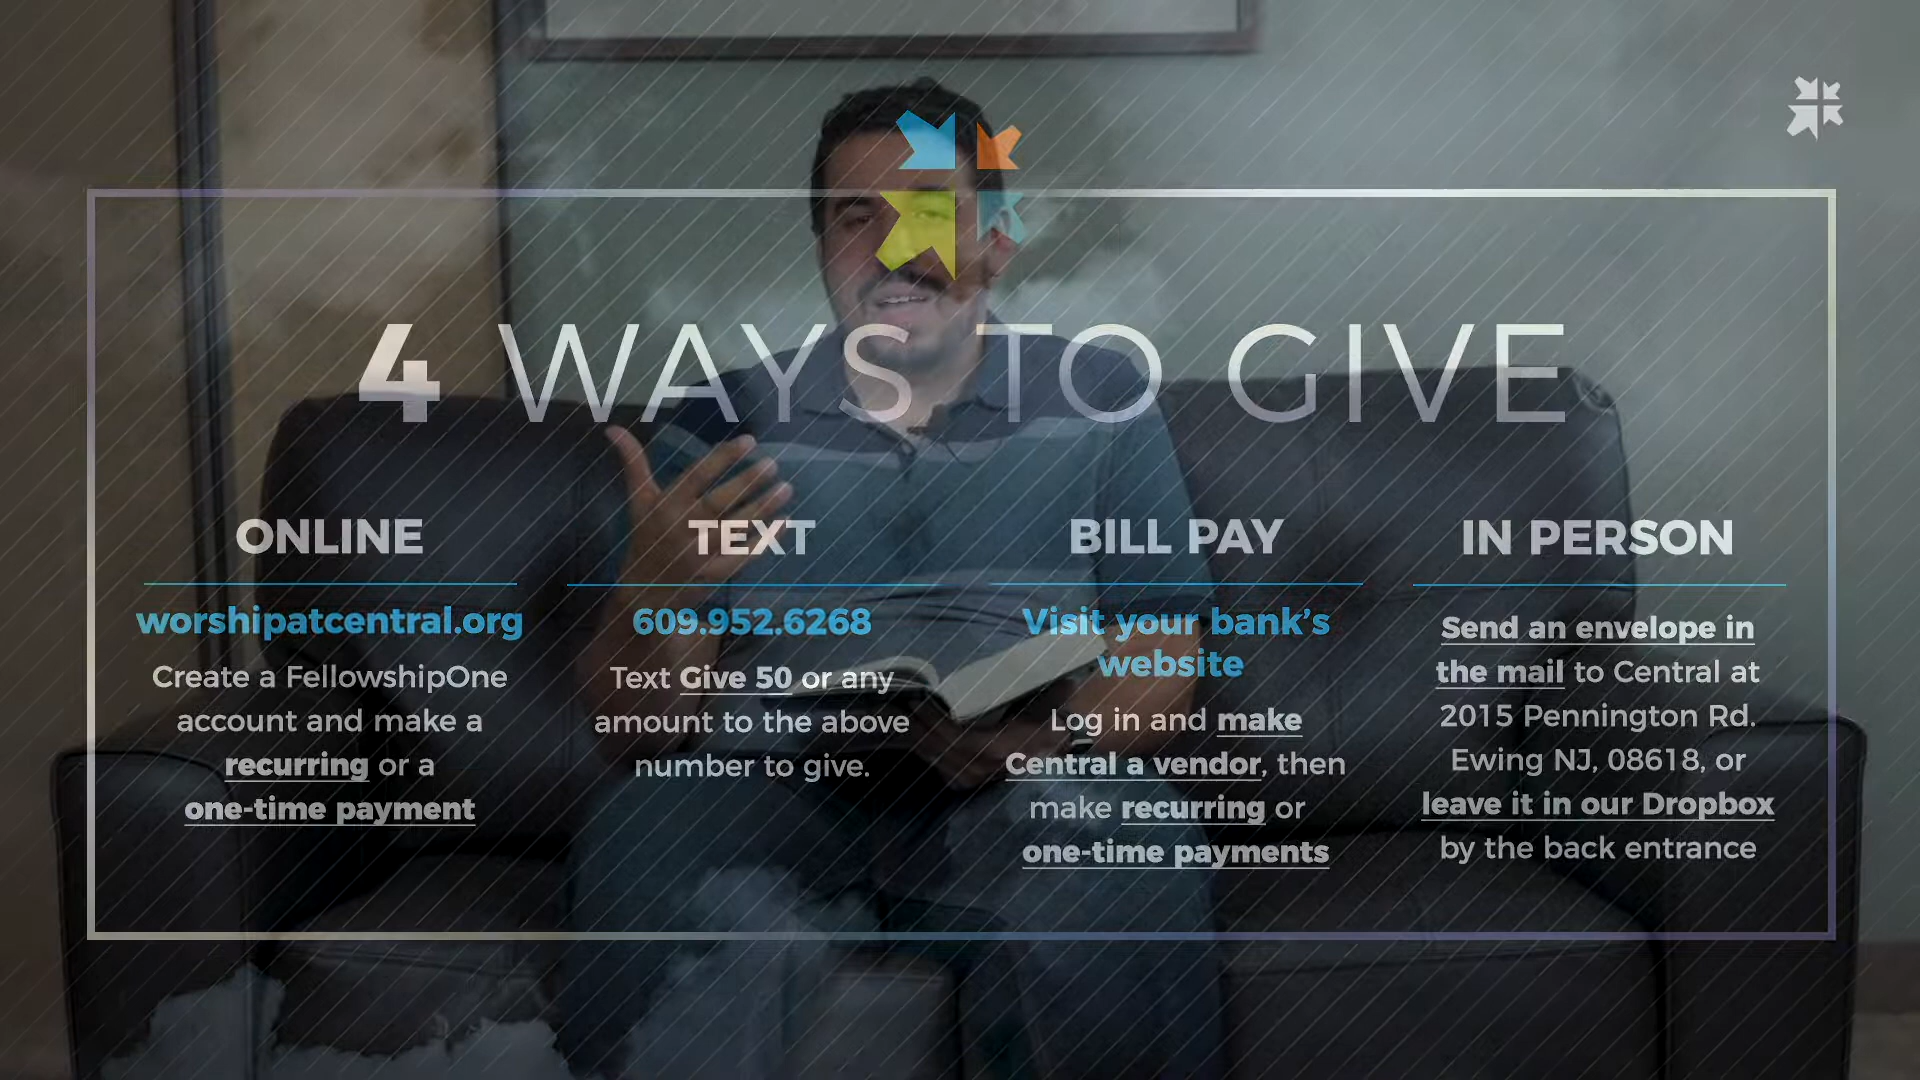 4 WAYS TO GIVE
ONLINE
worshipatcentral.org
Create a FellowshipOne
account and make a
recurring or a
one-time payment
TEXT
609.952.6268
Text Give 50 or any
amount to the above
number to give.
BILL PAY
Visit your bank's
website
Log in and make
Central a vendor, then
make recurring or
one-time payments
IN PERSON
Send an envelope in
the mail to Central at
2015 Pennington Rd.
Ewing NJ, 08618, or
leave it in our Dropbox
by the back entrance